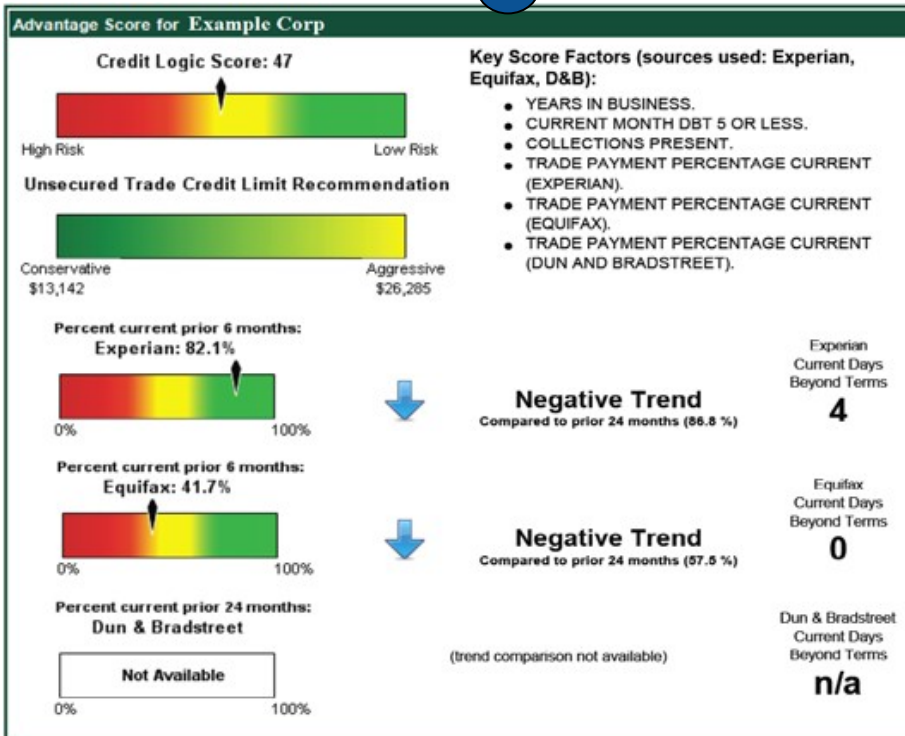 Advantage Score for Example Corp
Credit Logic Score: 47
High Risk
Low Risk
Unsecured Trade Credit Limit Recommendation
Conservative
$13,142
Aggressive
$26,285
Key Score Factors (sources used: Experian,
Equifax, D&B):
• YEARS IN BUSINESS.
• CURRENT MONTH DBT 5 OR LESS.
• COLLECTIONS PRESENT.
• TRADE PAYMENT PERCENTAGE CURRENT
(EXPERIAN).
• TRADE PAYMENT PERCENTAGE CURRENT
(EQUIFAX).
• TRADE PAYMENT PERCENTAGE CURRENT
(DUN AND BRADSTREET).
Percent current prior 6 months:
Experian: 82.1%
0%
100%
Negative Trend
Compared to prior 24 months (86.8 %)
Experian
Current Days
Beyond Terms
4
Percent current prior 6 months:
Equifax: 41.7%
0%
100%
Negative Trend
Compared to prior 24 months (57.5 %)
Equifax
Current Days
Beyond Terms
0
Percent current prior 24 months:
Dun & Bradstreet
Not Available
0%
100%
(trend comparison not available)
Dun & Bradstreet
Current Days
Beyond Terms
n/a